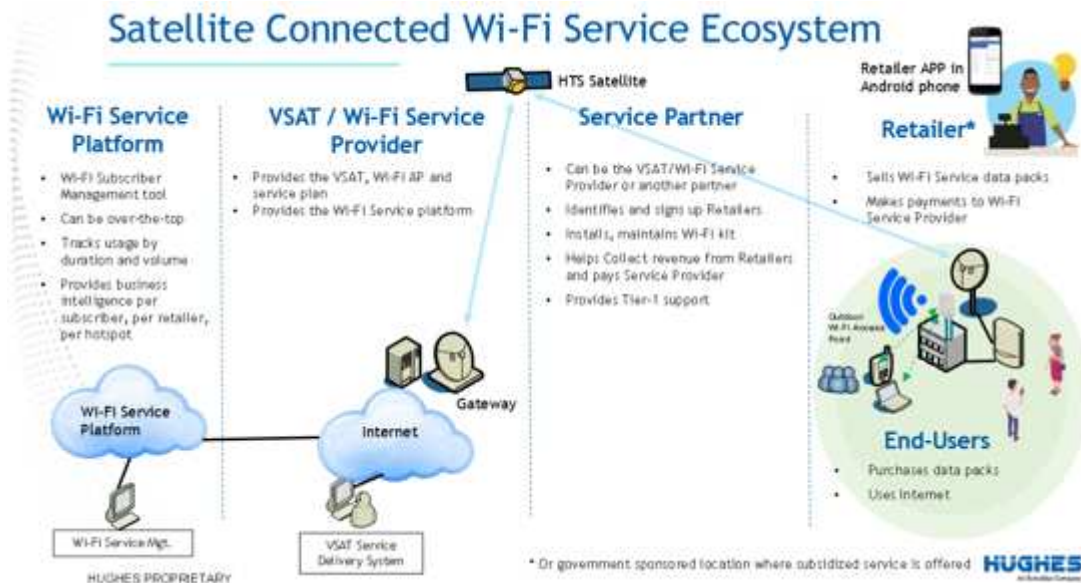 Satellite Connected Wi-Fi Service Ecosystem
HTS Satellite
Retailer APP in
Android phone
Wi-Fi Service
Platform
• Wi-Fi Subscriber
Management tool
• Can be over-the-top
• Tracks usage by
duration and volume
• Provides business
intelligence per
subscriber, per retailer,
per hotspot
Wi-Fi Service
Platform
Wi-Fi Service Mgt.
HUGHES PROPRIETARY
VSAT / Wi-Fi Service
Provider
• Provides the VSAT, Wi-Fi AP and
service plan
• Provides the Wi-Fi Service platform
Gateway
Internet
VSAT Service
Delivery System
Service Partner
• Can be the VSAT/Wi-Fi Service
Provider or another partner
• Identifies and signs up Retailers
• Installs, maintains Wi-Fi kit
• Helps Collect revenue from Retailers
and pays Service Provider
• Provides Tier-1 support
Retailer*
• Sells Wi-Fi Service data packs
• Makes payments to Wi-Fi
Service Provider
Outdoor
Wi-Fi Access
Point
End-Users
• Purchases data packs
• Uses Internet
* Or government sponsored location where subsidized service is offered
HUGHES